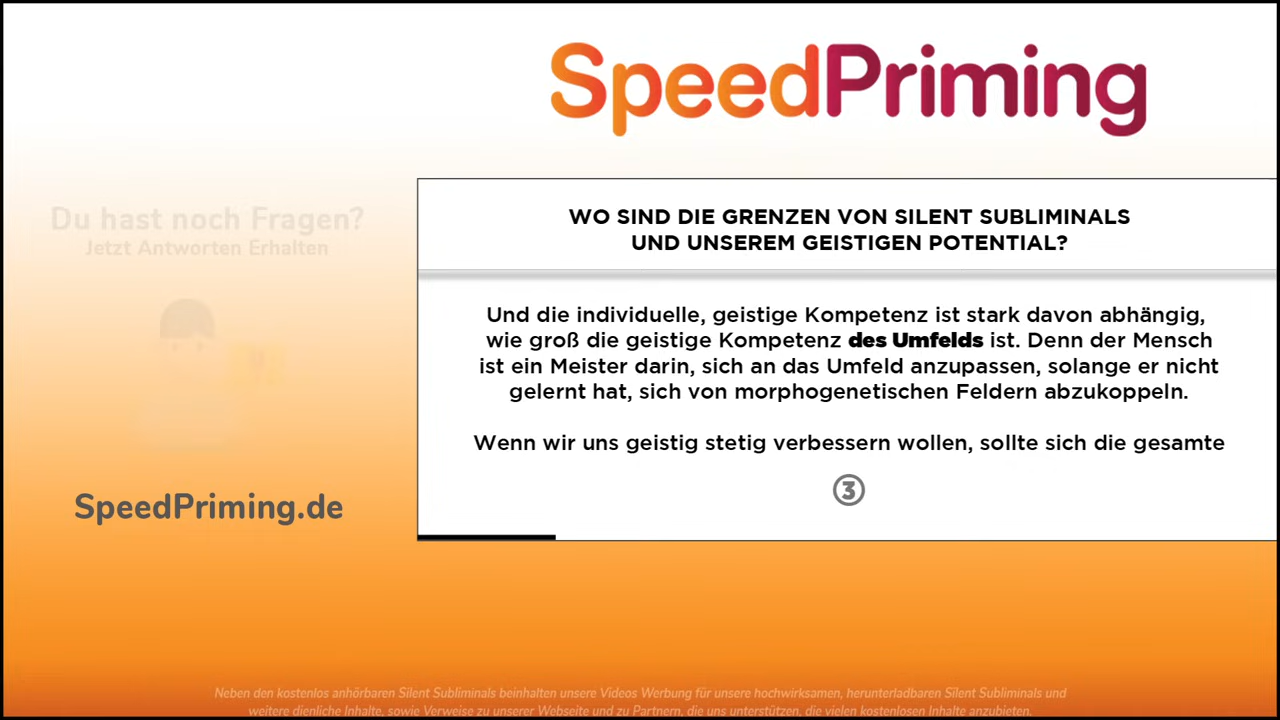 SpeedPriming
Du hast noch Fragen?
Jetzt Antworten Erhalten
SpeedPriming.de
WO SIND DIE GRENZEN VON SILENT SUBLIMINALS
UND UNSEREM GEISTIGEN POTENTIAL?
Und die individuelle, geistige Kompetenz ist stark davon abhängig,
wie groß die geistige Kompetenz des Umfelds ist. Denn der Mensch
ist ein Meister darin, sich an das Umfeld anzupassen, solange er nicht
gelernt hat, sich von morphogenetischen Feldern abzukoppeln.
Wenn wir uns geistig stetig verbessern wollen, sollte sich die gesamte
3
Neben den kostenlos anhörbaren Silent Subliminals beinhalten unsere Videos Werbung für unsere hochwirksamen, herunterladbaren Silent Subliminals und
weitere dienliche Inhalte, sowie Verweise zu unserer Webseite und zu Partnern, die uns unterstützen, die vielen kostenlosen Inhalte anzubieten.